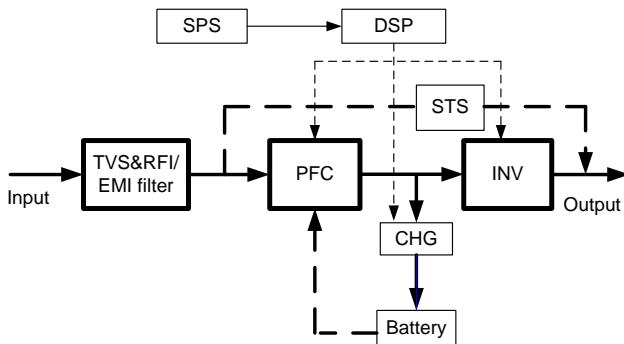 SPS
DSP
STS
TVS&RFI/
EMI filter
PFC
INV
Input
Output
CHG
Battery